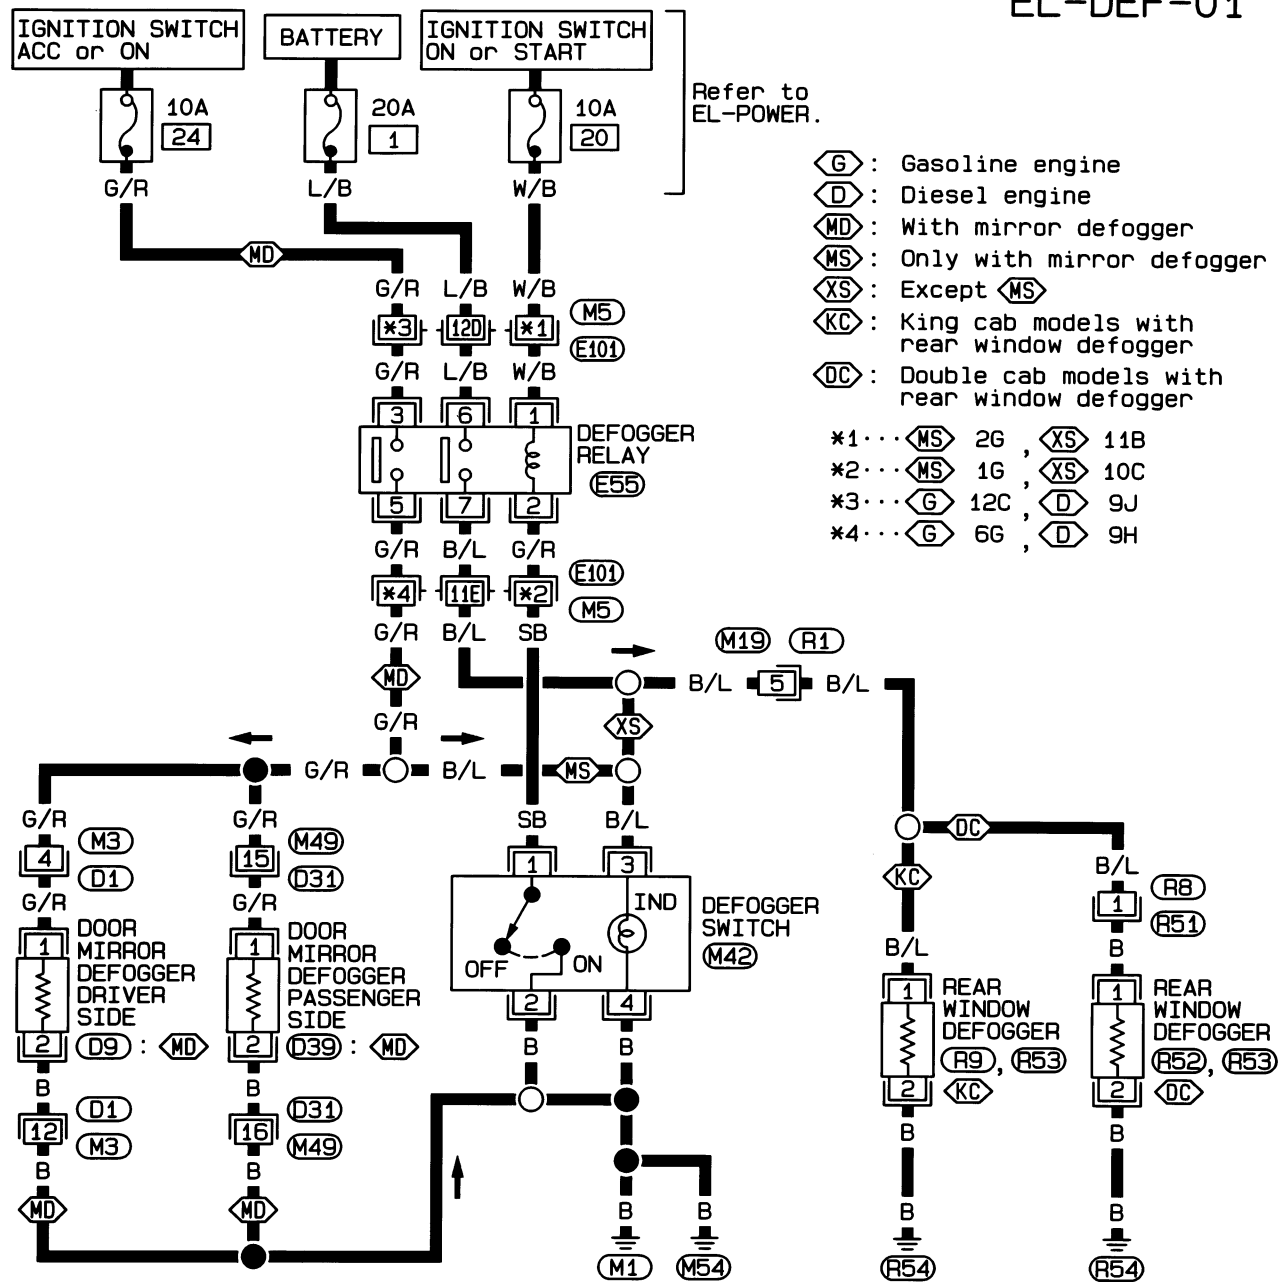 EL-DEF-01
IGNITION SWITCH
ACC or ON
BATTERY
IGNITION SWITCH
ON or START
Refer to
EL-POWER.
10A
24
20A
1
10A
20
G/R
L/B
W/B
MD
G/R L/B W/B
*3 12D *1
M5
E101
G/R L/B W/B
3 6 1
DEFOGGER
RELAY
E55
5 7 2
G/R B/L G/R
*4 11E *2
E101
M5
G/R B/L SB
G : Gasoline engine
D : Diesel engine
MD : With mirror defogger
MS : Only with mirror defogger
XS : Except MS
KC : King cab models with
rear window defogger
DC : Double cab models with
rear window defogger
*1··· MS 2G , XS 11B
*2··· MS 1G , XS 10C
*3··· G 12C , D 9J
*4··· G 6G , D 9H
M19 R1
MD
B/L 5 B/L
G/R
XS
G/R B/L MS
G/R G/R SB B/L
DC
4 M3
D1
15 M49
D31
1 3
KC
B/L
1 R8
R51
G/R G/R
B/L B
1 DOOR
MIRROR
DEFOGGER
DRIVER
SIDE
2 D9 : MD
1 DOOR
MIRROR
DEFOGGER
PASSENGER
SIDE
2 D39 : MD
IND
OFF ON
DEFOGGER
SWITCH
M42
2 4
1 REAR
WINDOW
DEFOGGER
R9, R53
2 KC
1 REAR
WINDOW
DEFOGGER
R52, R53
2 DC
B B B B
12 D1
M3
16 D31
M49
B B
B B
MD MD
B B B B
M1 M54 R54 R54